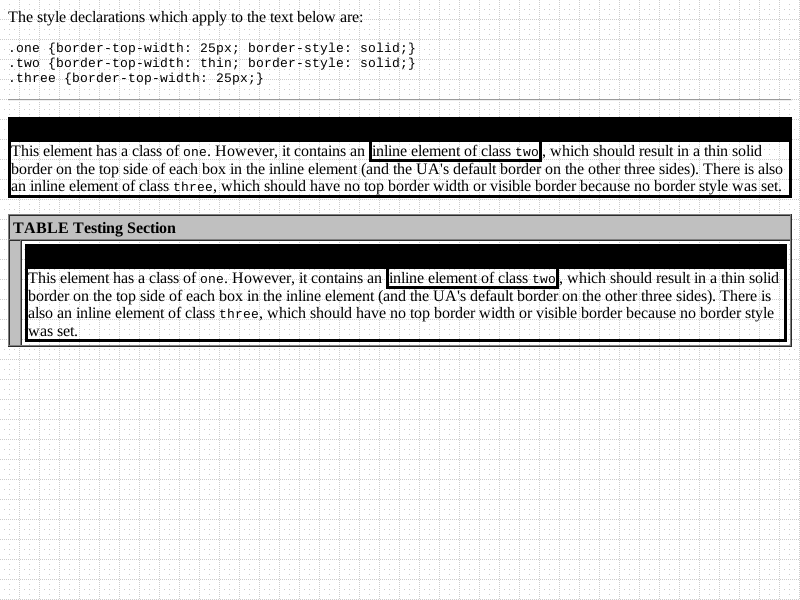 The style declarations which apply to the text below are:
.one {border-top-width: 25px; border-style: solid;}
.two {border-top-width: thin; border-style: solid;}
.three {border-top-width: 25px;}
This element has a class of one. However, it contains an inline element of class two, which should result in a thin solid
border on the top side of each box in the inline element (and the UA's default border on the other three sides). There is also
an inline element of class three, which should have no top border width or visible border because no border style was set.
TABLE Testing Section
This element has a class of one. However, it contains an inline element of class two, which should result in a thin solid
border on the top side of each box in the inline element (and the UA's default border on the other three sides). There is
also an inline element of class three, which should have no top border width or visible border because no border style
was set.